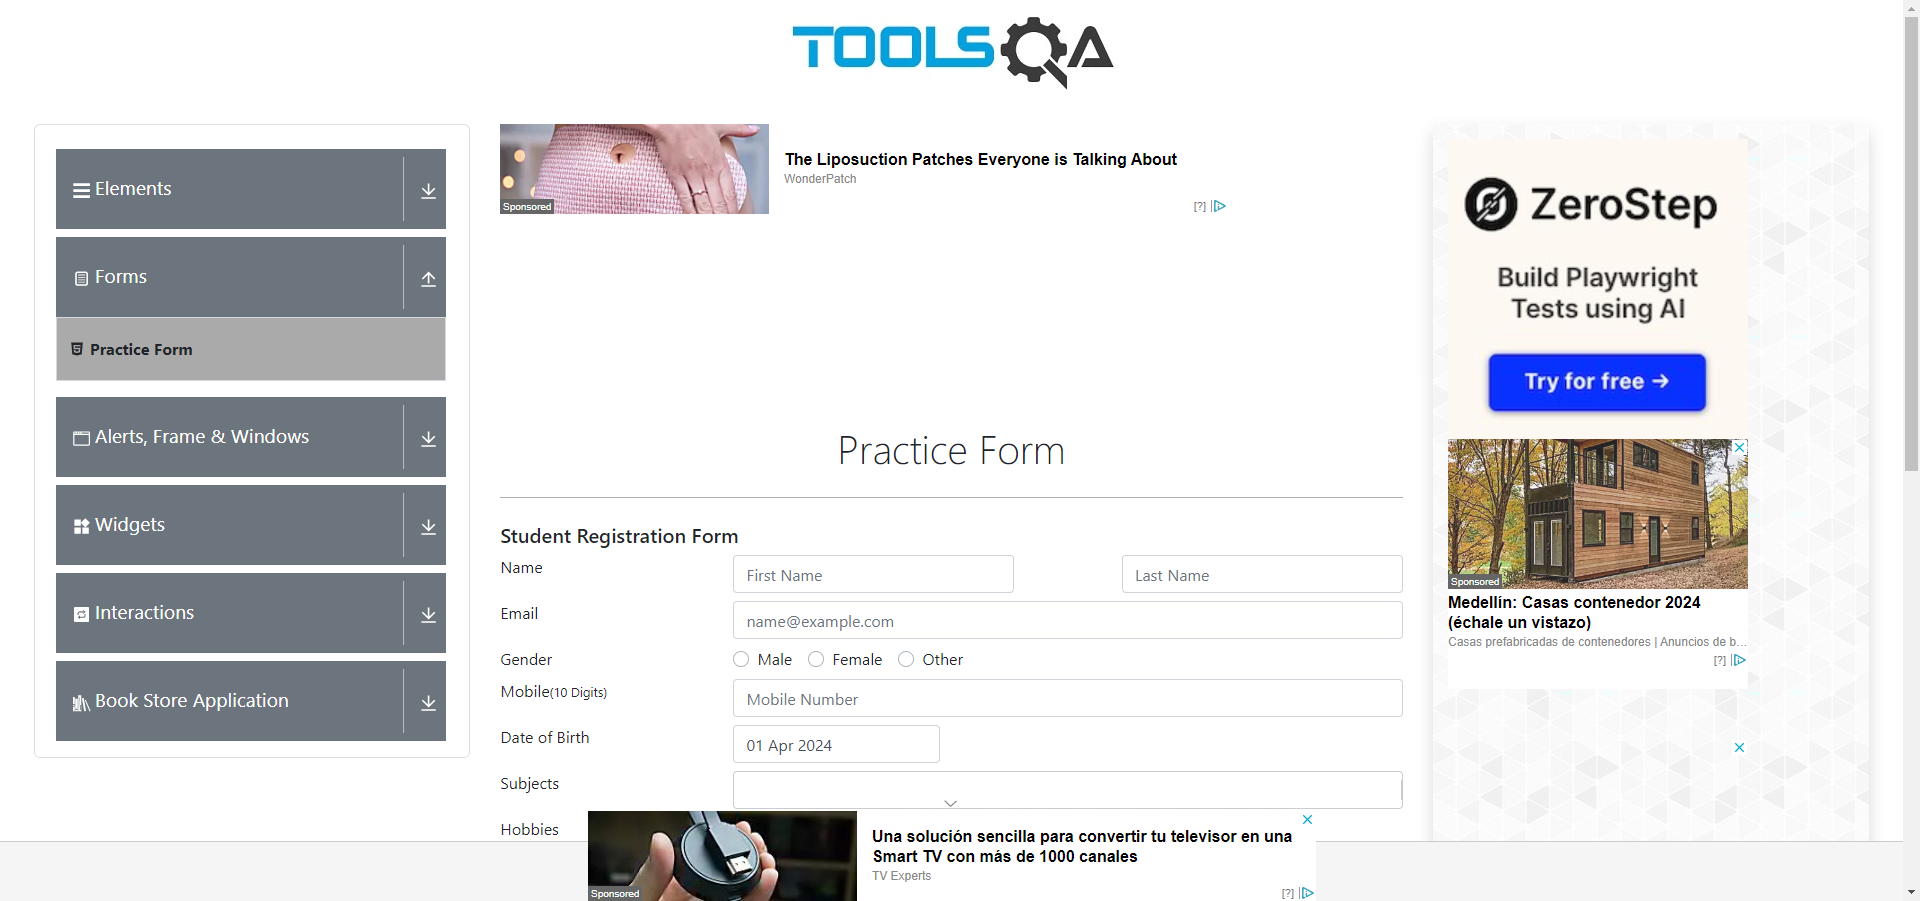 TOOLSQA
Elements
Forms
Practice Form
Alerts, Frame & Windows
Widgets
Interactions
Book Store Application
Sponsored
The Liposuction Patches Everyone is Talking About
WonderPatch
[?]
Practice Form
Student Registration Form
Name
First Name
Last Name
Email
name@example.com
Gender
Male
Female
Other
Mobile(10 Digits)
Mobile Number
Date of Birth
01 Apr 2024
Subjects
Hobbies
Sponsored
Una solución sencilla para convertir tu televisor en una
Smart TV con más de 1000 canales
TV Experts
[?]
ZeroStep
Build Playwright
Tests using AI
Try for free →
Sponsored
Medellín: Casas contenedor 2024
(échale un vistazo)
Casas prefabricadas de contenedores | Anuncios de b...
[?]